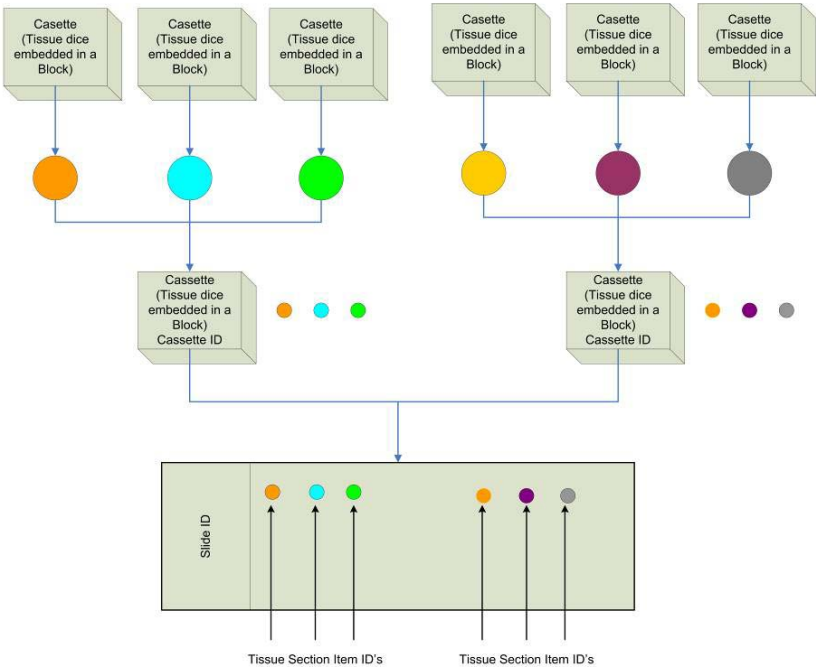 Casette
(Tissue dice
embedded in a
Block)
Casette
(Tissue dice
embedded in a
Block)
Casette
(Tissue dice
embedded in a
Block)
Casette
(Tissue dice
embedded in a
Block)
Casette
(Tissue dice
embedded in a
Block)
Casette
(Tissue dice
embedded in a
Block)
Cassette
(Tissue dice
embedded in a
Block)
Cassette ID
Cassette
(Tissue dice
embedded in a
Block)
Cassette ID
Slide ID
Tissue Section Item ID's
Tissue Section Item ID's